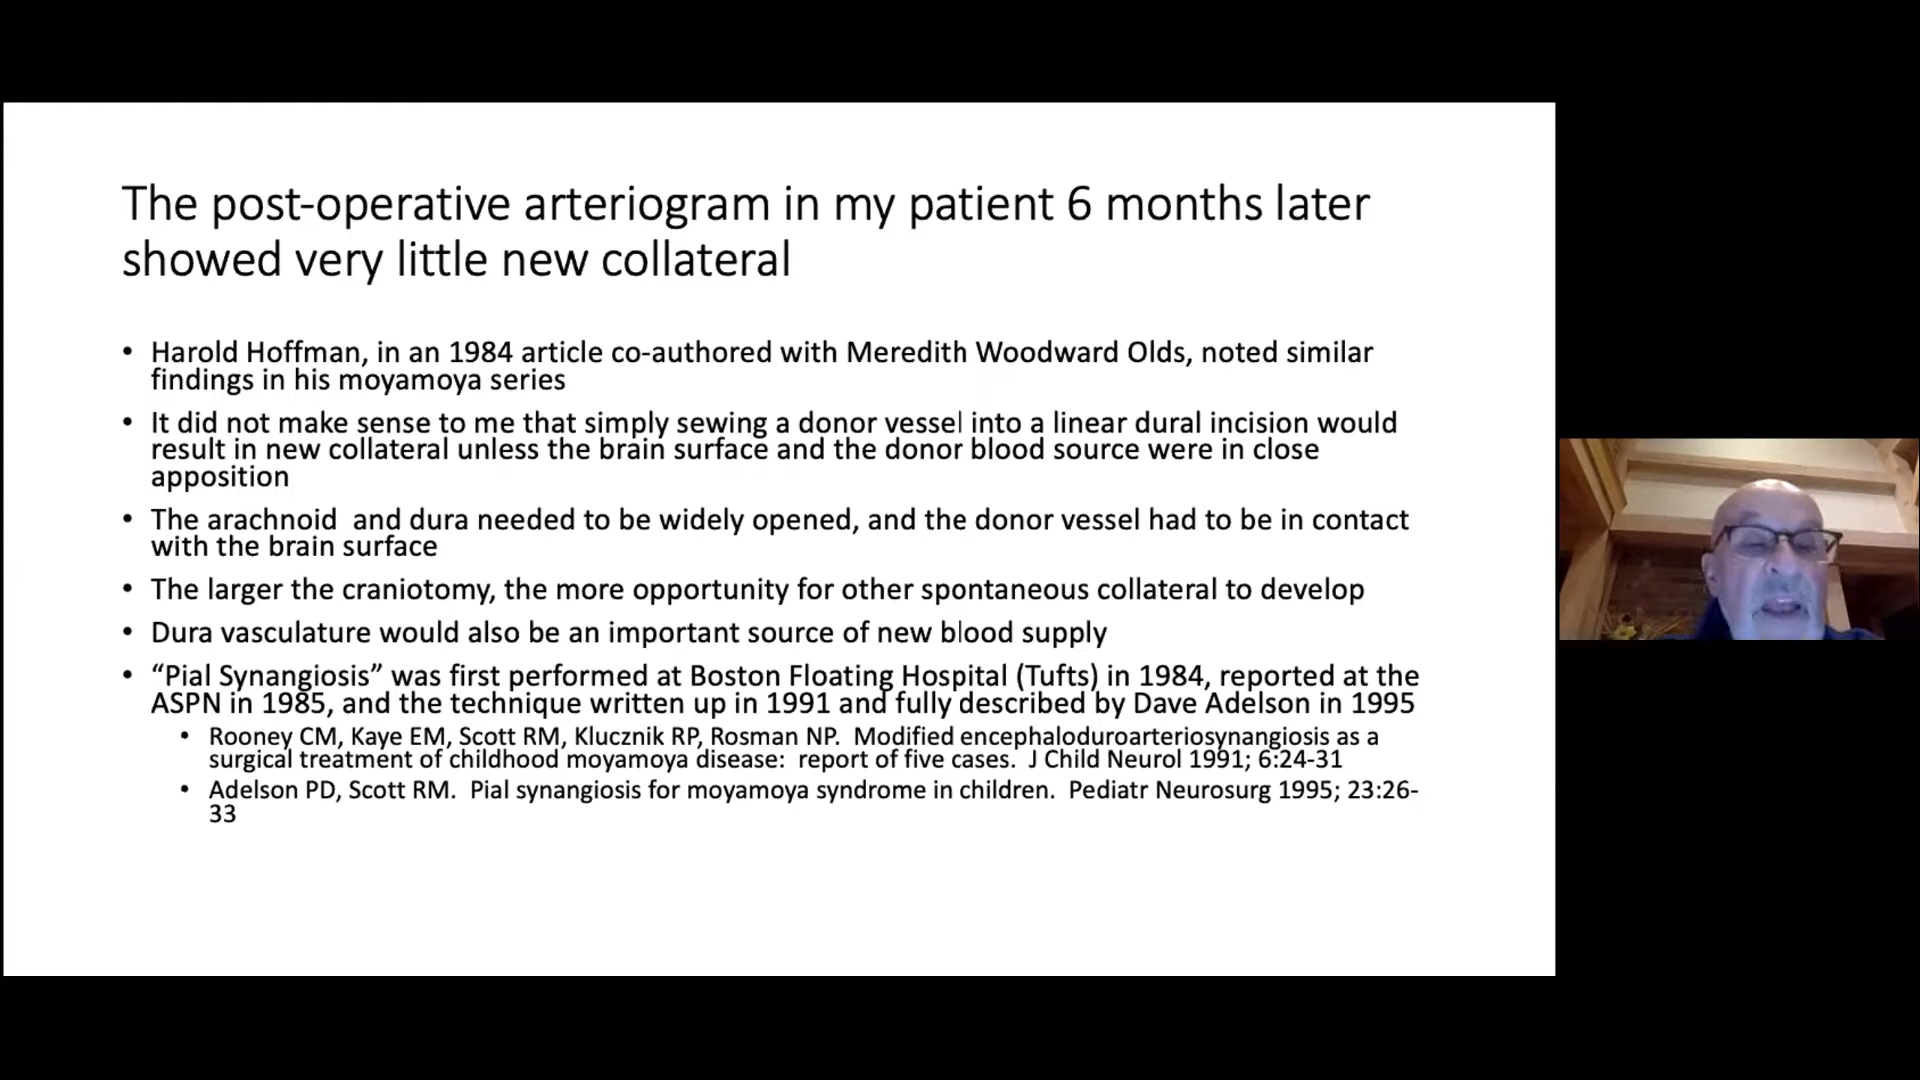 The post-operative arteriogram in my patient 6 months later
showed very little new collateral
• Harold Hoffman, in an 1984 article co-authored with Meredith Woodward Olds, noted similar
findings in his moyamoya series
• It did not make sense to me that simply sewing a donor vessel into a linear dural incision would
result in new collateral unless the brain surface and the donor blood source were in close
apposition
• The arachnoid  and dura needed to be widely opened, and the donor vessel had to be in contact
with the brain surface
• The larger the craniotomy, the more opportunity for other spontaneous collateral to develop
• Dura vasculature would also be an important source of new blood supply
• “Pial Synangiosis” was first performed at Boston Floating Hospital (Tufts) in 1984, reported at the
ASPN in 1985, and the technique written up in 1991 and fully described by Dave Adelson in 1995
• Rooney CM, Kaye EM, Scott RM, Klucznik RP, Rosman NP.  Modified encephaloduroarteriosynangiosis as a
surgical treatment of childhood moyamoya disease:  report of five cases.  J Child Neurol 1991; 6:24-31
• Adelson PD, Scott RM.  Pial synangiosis for moyamoya syndrome in children.  Pediatr Neurosurg 1995; 23:26-
33